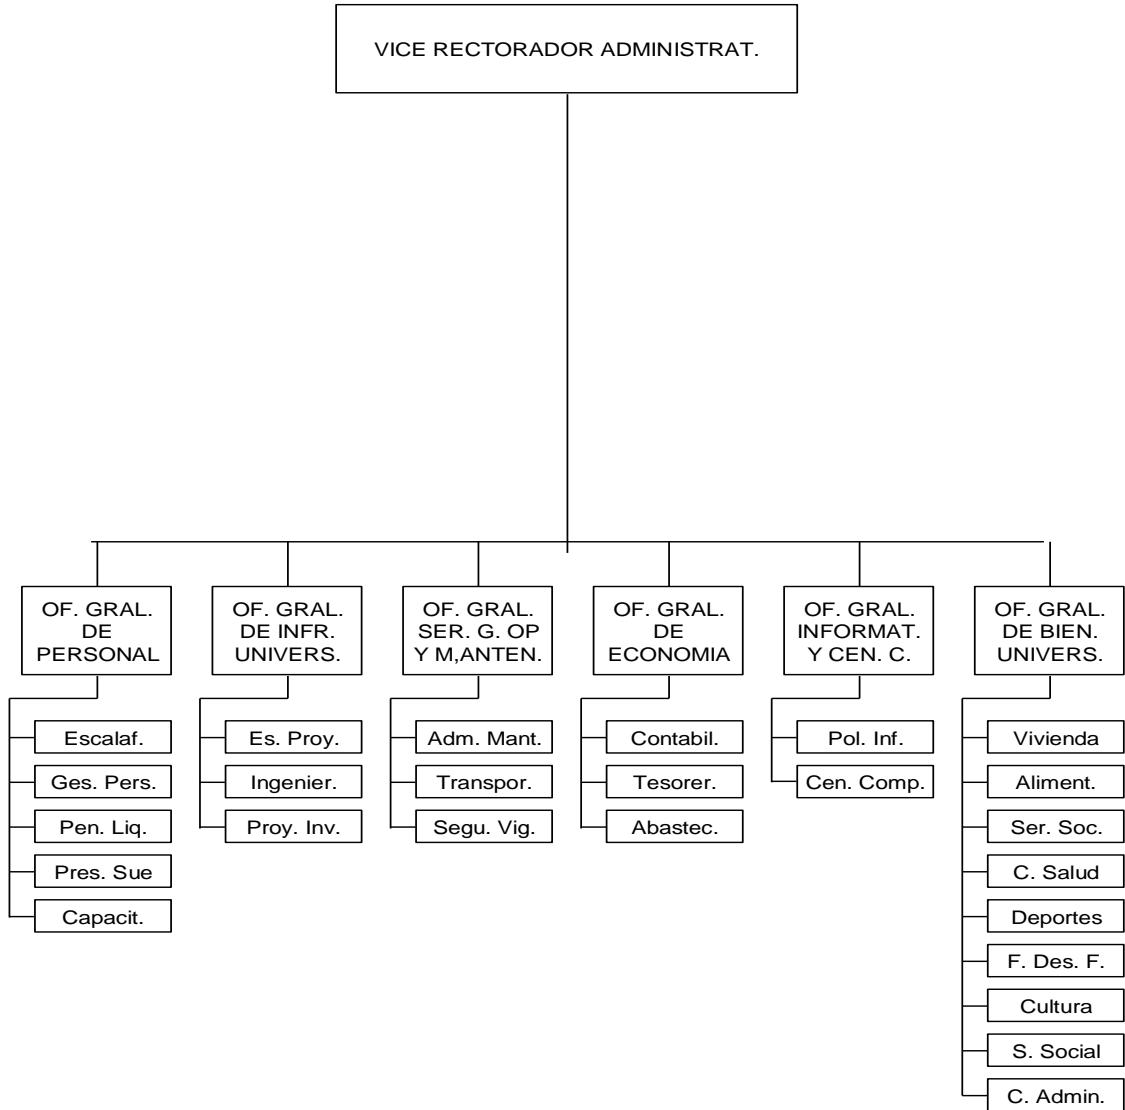 VICE RECTORADOR ADMINISTRAT.
OF. GRAL.
DE
PERSONAL
Escalaf.
Ges. Pers.
Pen. Liq.
Pres. Sue
Capacit.
OF. GRAL.
DE INFR.
UNIVERS.
Es. Proy.
Ingenier.
Proy. Inv.
OF. GRAL.
SER. G. OP
Y M,ANTEN.
Adm. Mant.
Transpor.
Segu. Vig.
OF. GRAL.
DE
ECONOMIA
Contabil.
Tesorer.
Abastec.
OF. GRAL.
INFORMAT.
Y CEN. C.
Pol. Inf.
Cen. Comp.
OF. GRAL.
DE BIEN.
UNIVERS.
Vivienda
Aliment.
Ser. Soc.
C. Salud
Deportes
F. Des. F.
Cultura
S. Social
C. Admin.